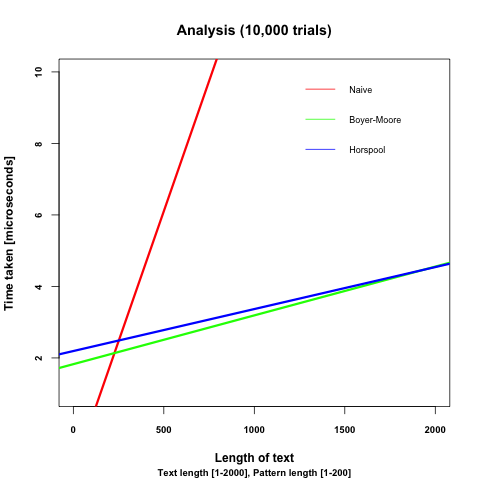 Analysis (10,000 trials)
Naive
Boyer-Moore
Horspool
Time taken [microseconds]
10
8
6
4
2
0 500 1000 1500 2000
Length of text
Text length [1-2000], Pattern length [1-200]